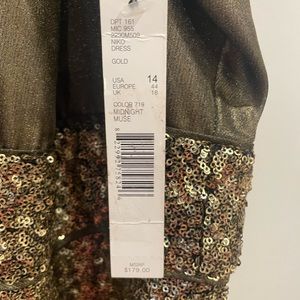 DPT 161
MIC 955
2230M502
NIKO
DRESS
GOLD
USA 14
EUROPE 44
UK 18
COLOR 719
MIDNIGHT
MUSE
MSRP
$179.00